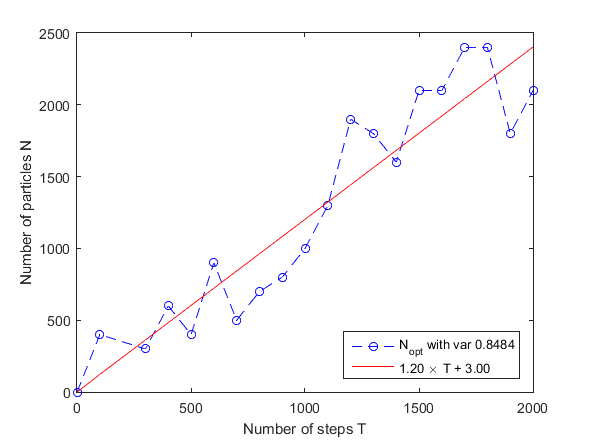 2500
2000
1500
1000
500
0
Number of particles N
0 500 1000 1500 2000
Number of steps T
N_opt with var 0.8484
1.20 × T + 3.00